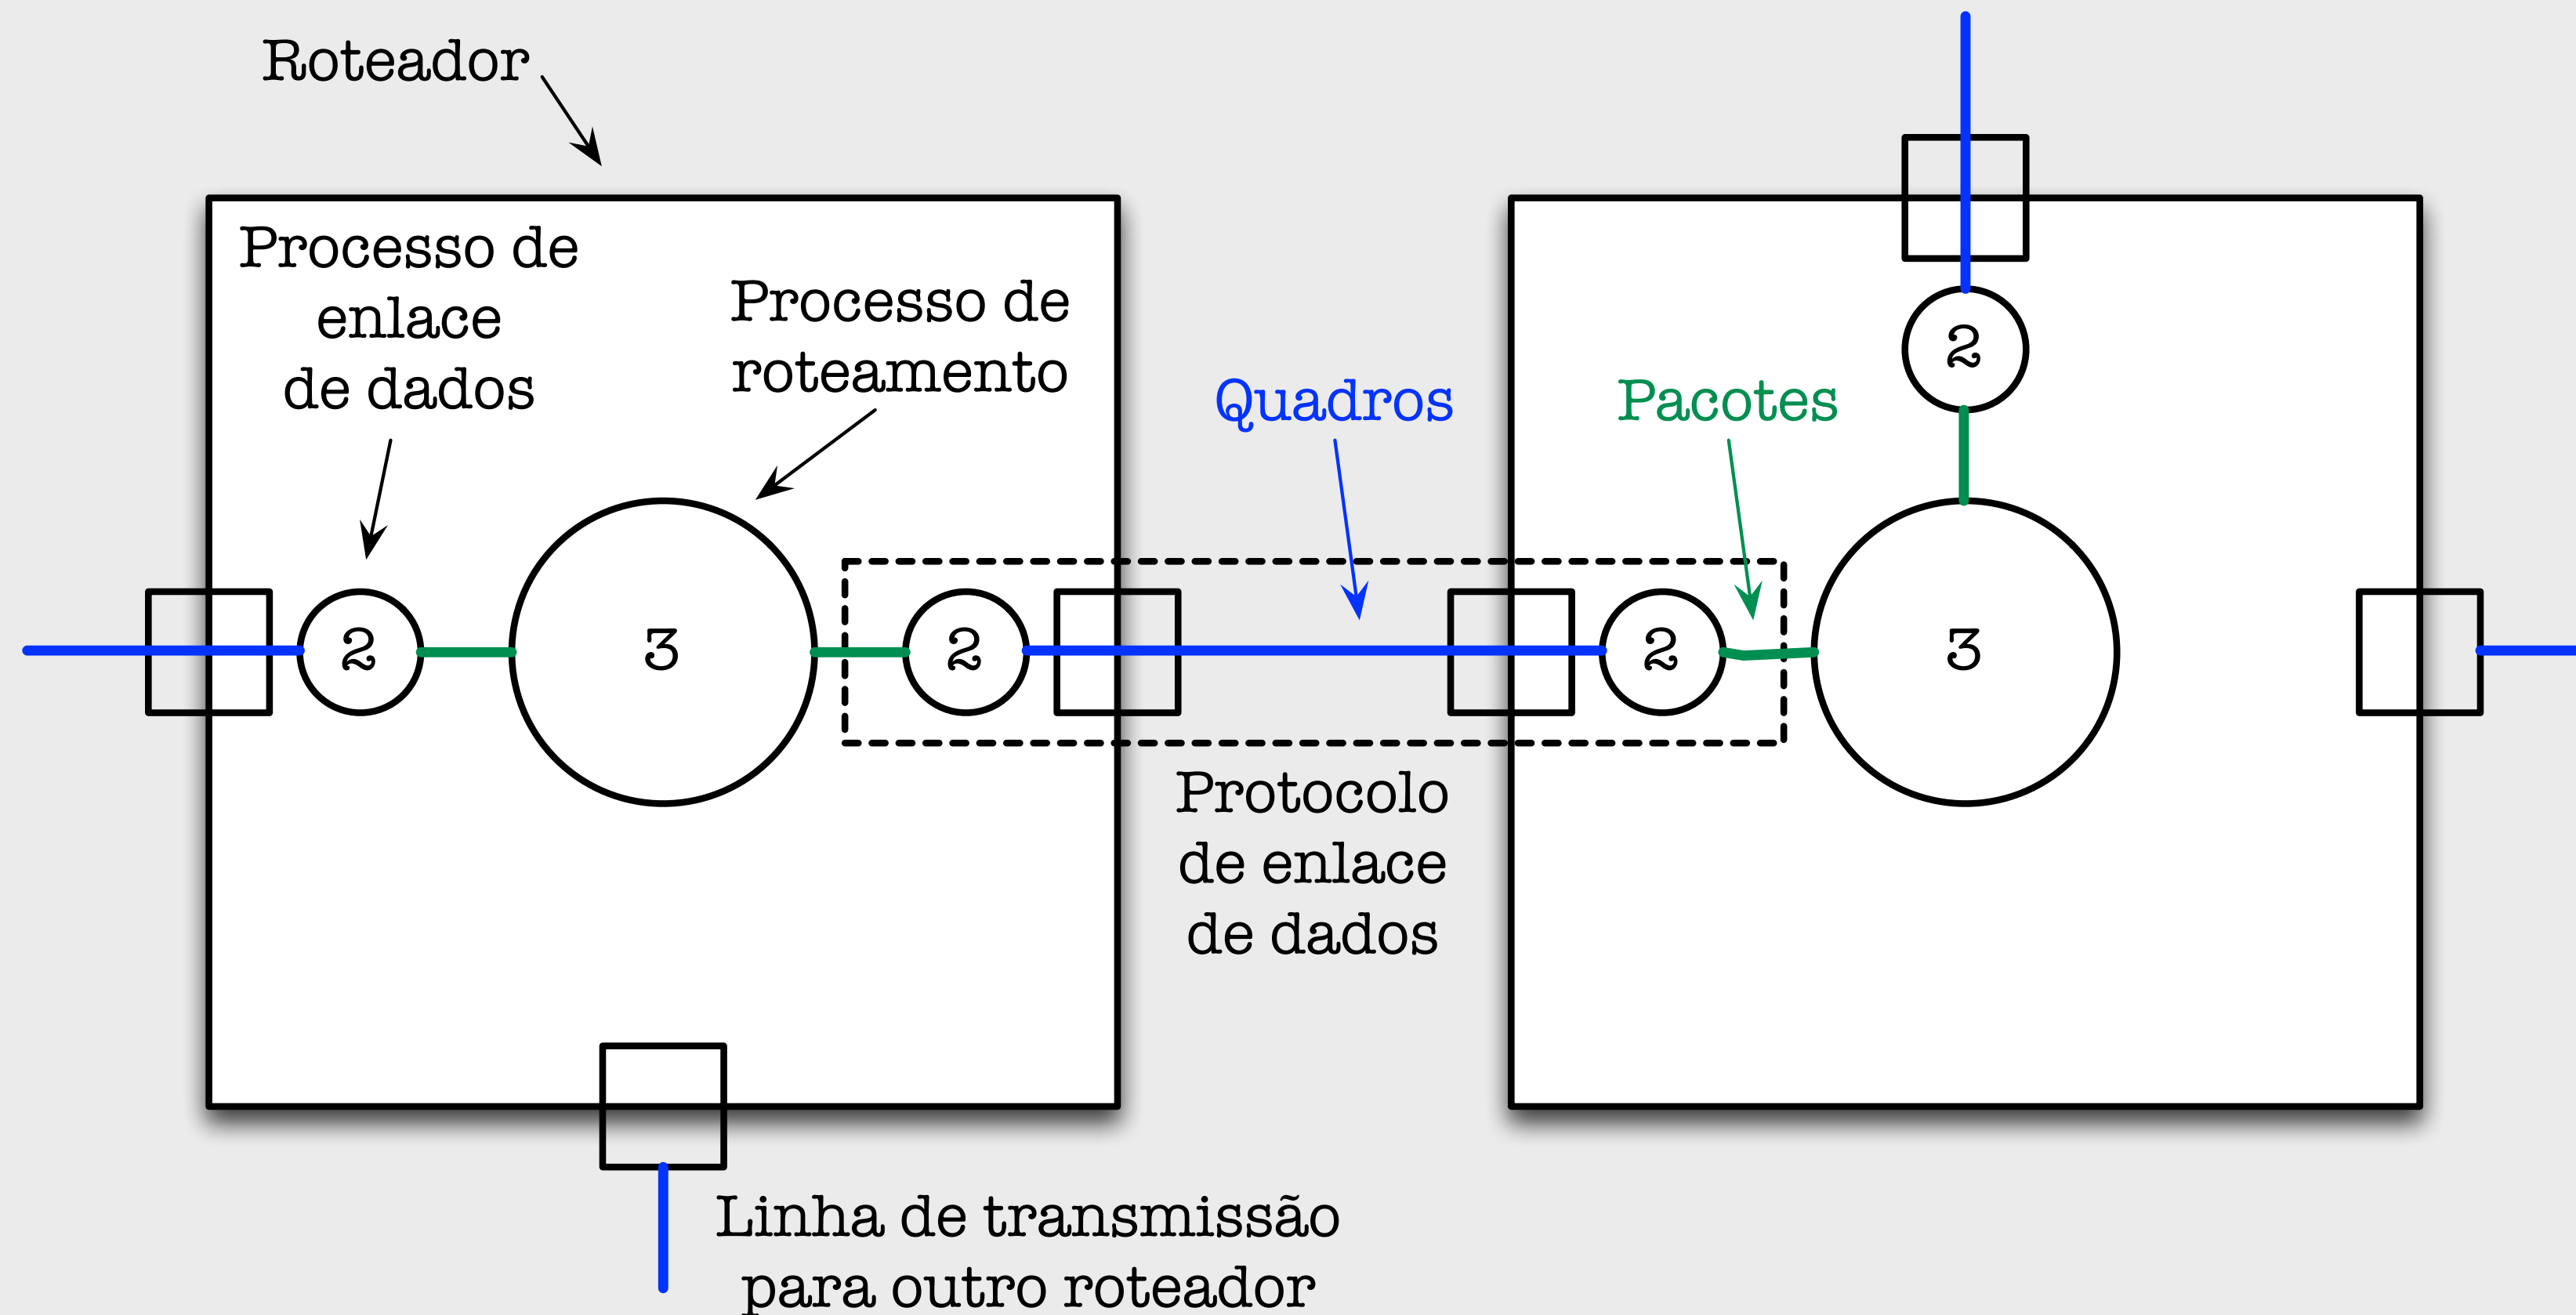 Roteador
Processo de
enlace
de dados
Processo de
roteamento
Quadros
Pacotes
2
2
3
2
2
3
Protocolo
de enlace
de dados
Linha de transmissão
para outro roteador